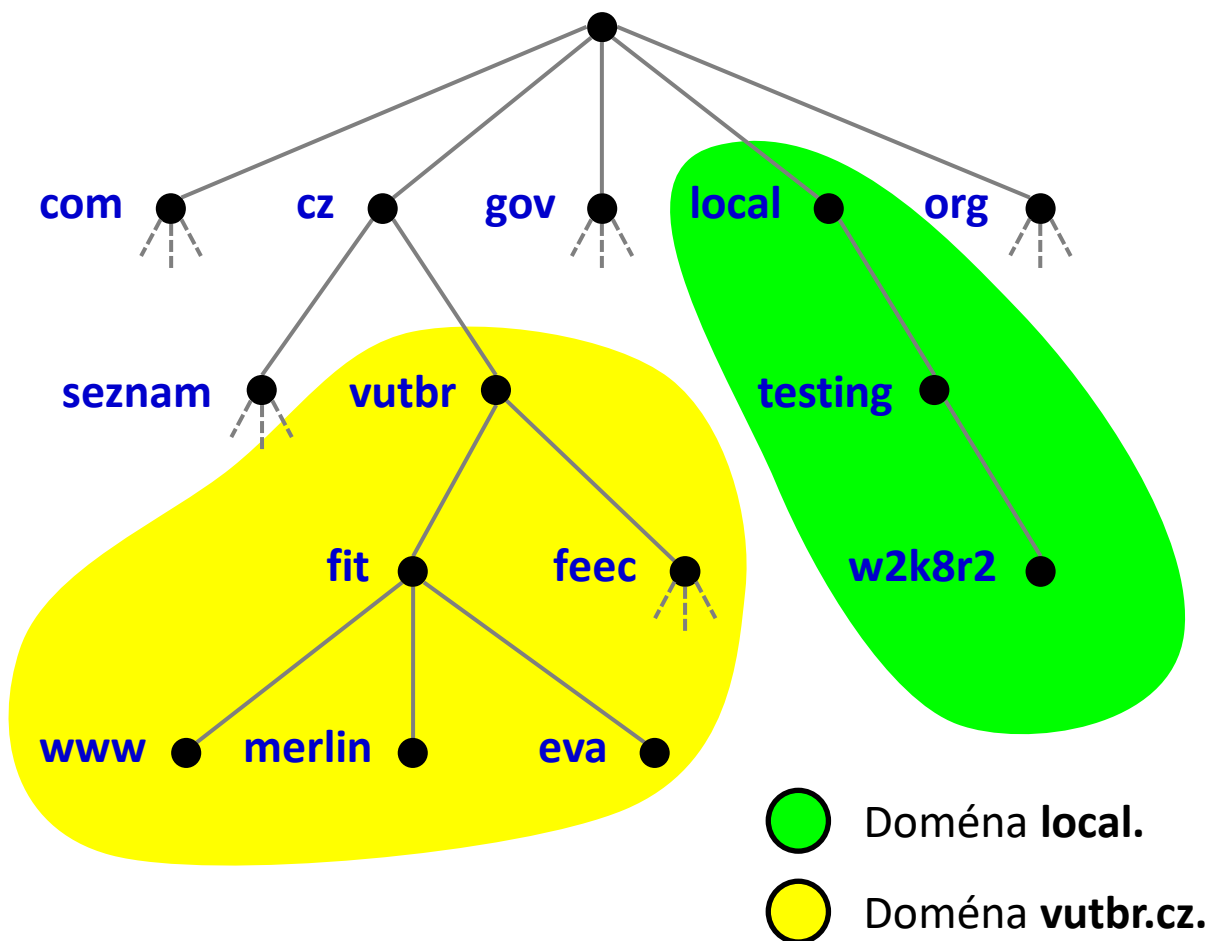 com cz gov local org
seznam vutbr testing
fit feec w2k8r2
www merlin eva
Doména local.
Doména vutbr.cz.